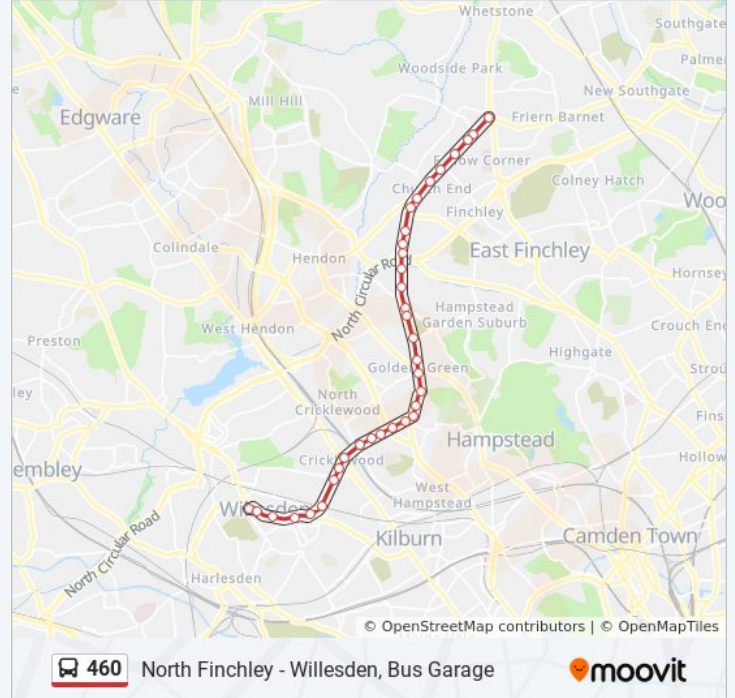 Whetstone
Southgate
Woodside Park
Palmer
New Southgate
Mill Hill
Edgware
Friern Barnet
Colney Hatch
Church End
Finchley
Woo
Colindale
Hendon
East Finchley
North Circular Road
Hornsey
Hampstead
Garden Suburb
West Hendon
Crouch End
Preston
Highgate
Golders Green
Strou
North
Cricklewood
Fins
Hampstead
Hollow
embley
Cricklewood
West
Hampstead
Willesden
North Circular Road
Kilburn
Camden Town
Harlesden
© OpenStreetMap contributors | © OpenMapTiles
460 North Finchley - Willesden, Bus Garage
moovit